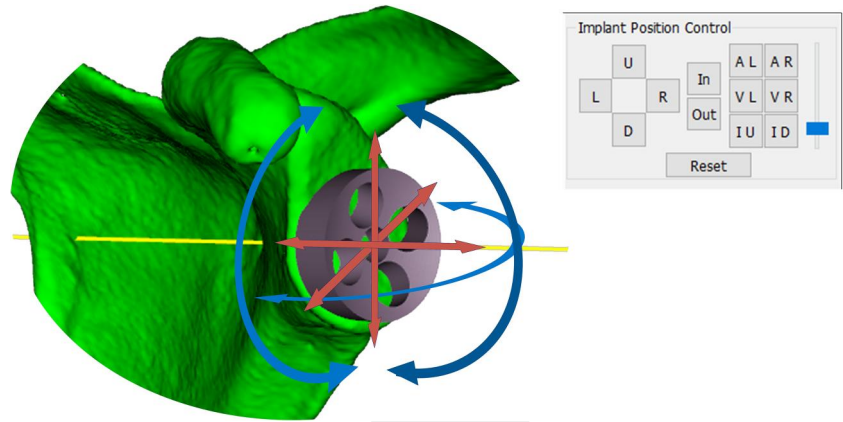 Implant Position Control
U
L
R
D
In
Out
A L
A R
V L
V R
I U
I D
Reset